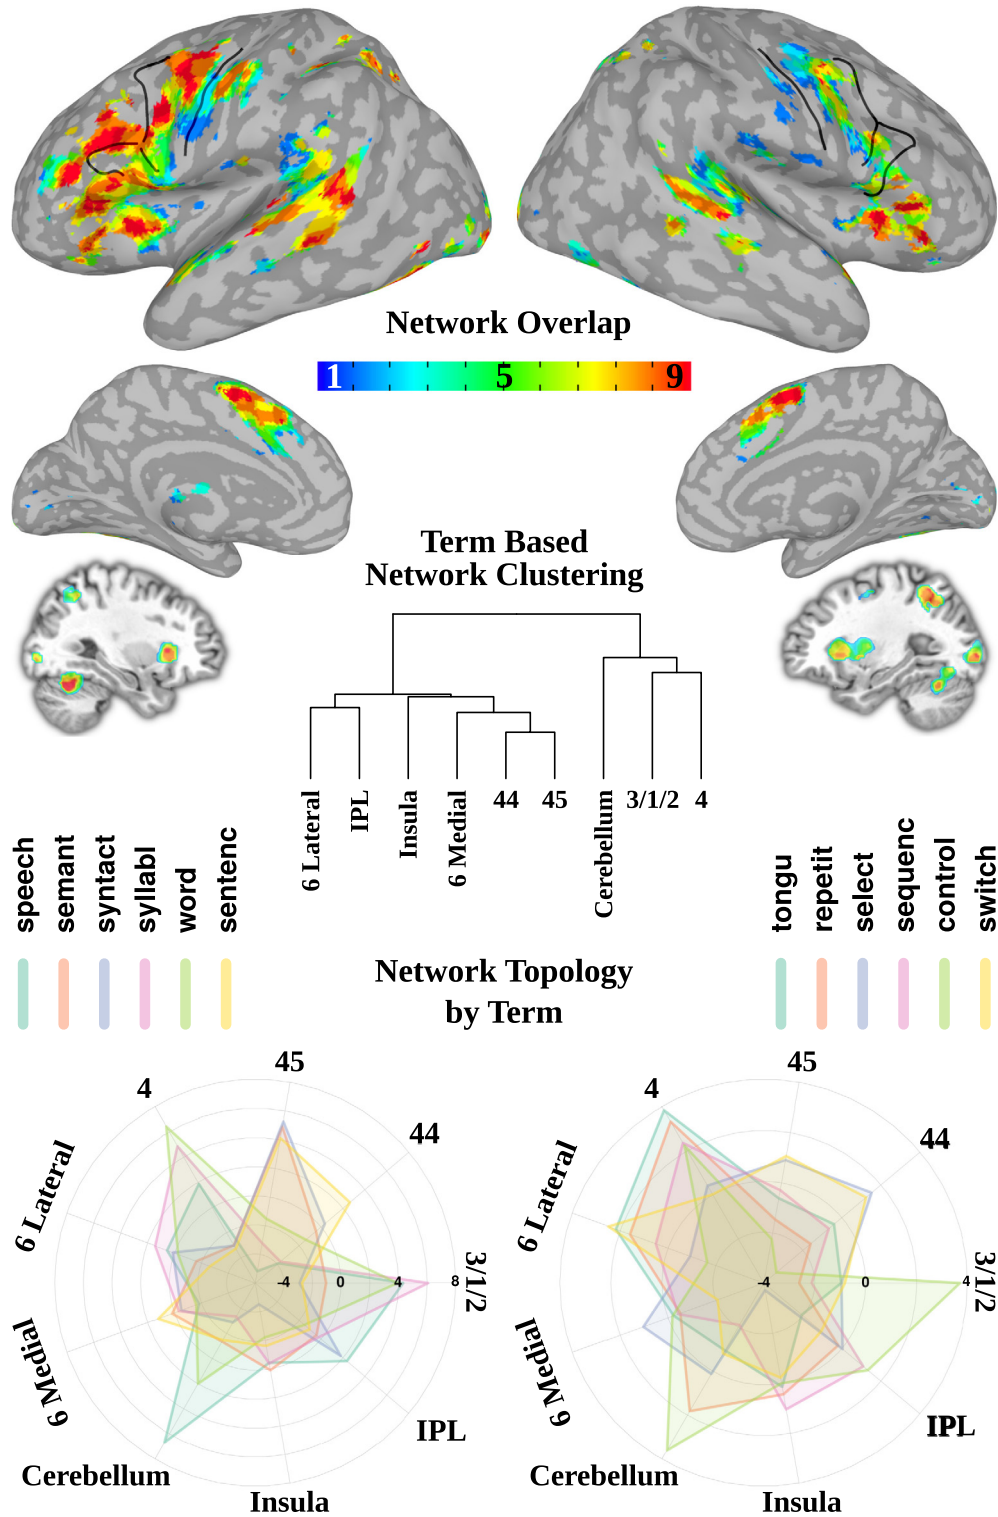 Network Overlap
1 5 9
Term Based
Network Clustering
6 Lateral
IPL
Insula
6 Medial
44
45
Cerebellum
3/1/2
4
speech
semant
syntact
syllabl
word
sentenc
tongu
repetit
select
sequenc
control
switch
Network Topology
by Term
45
44
3/1/2
IPL
Insula
Cerebellum
6 Medial
6 Lateral
4
-4 0 4 8
45
44
3/1/2
IPL
Insula
Cerebellum
6 Medial
6 Lateral
4
-4 0 4